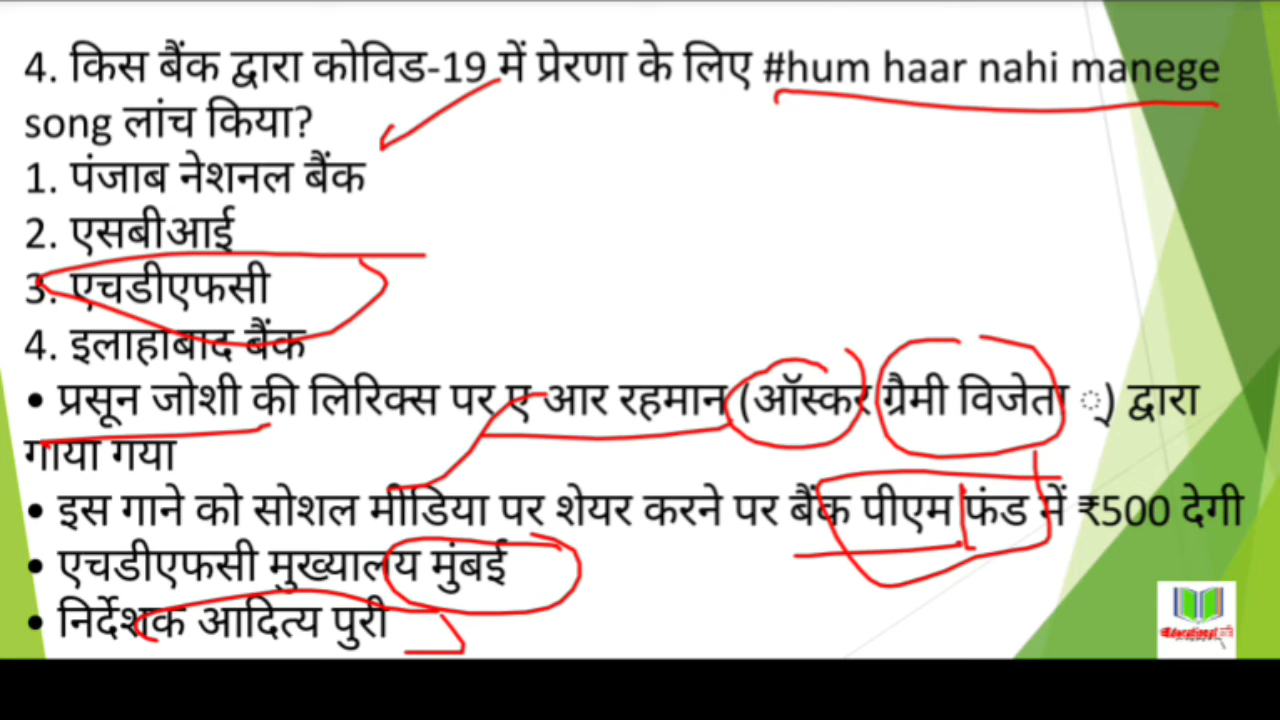 4. किस बैंक द्वारा कोविड-19 में प्रेरणा के लिए #hum haar nahi manege
song लांच किया?
1. पंजाब नेशनल बैंक
2. एसबीआई
3. एचडीएफसी
4. इलाहाबाद बैंक
• प्रसून जोशी की लिरिक्स पर ए आर रहमान (ऑस्कर ग्रैमी विजेता ्) द्वारा
गाया गया
• इस गाने को सोशल मीडिया पर शेयर करने पर बैंक पीएम फंड में ₹500 देगी
• एचडीएफसी मुख्यालय मुंबई
• निर्देशक आदित्य पुरी
Educational